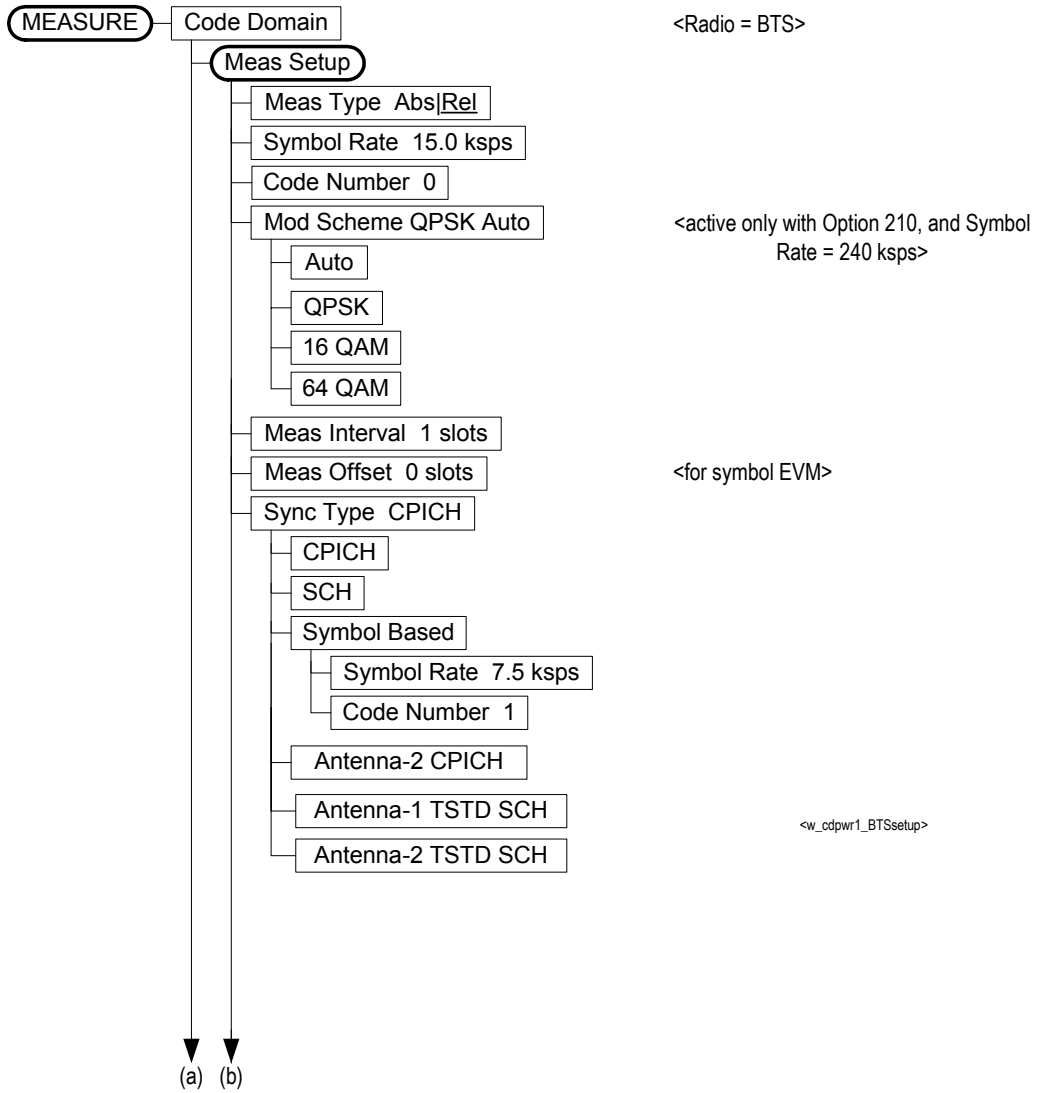 MEASURE Code Domain <Radio = BTS>
Meas Setup
Meas Type Abs|Rel
Symbol Rate 15.0 ksps
Code Number 0
Mod Scheme QPSK Auto <active only with Option 210, and Symbol
Rate = 240 ksps>
Auto
QPSK
16 QAM
64 QAM
Meas Interval 1 slots
Meas Offset 0 slots <for symbol EVM>
Sync Type CPICH
CPICH
SCH
Symbol Based
Symbol Rate 7.5 ksps
Code Number 1
Antenna-2 CPICH
Antenna-1 TSTD SCH
<w_cdpwr1_BTSsetup>
Antenna-2 TSTD SCH
(a) (b)